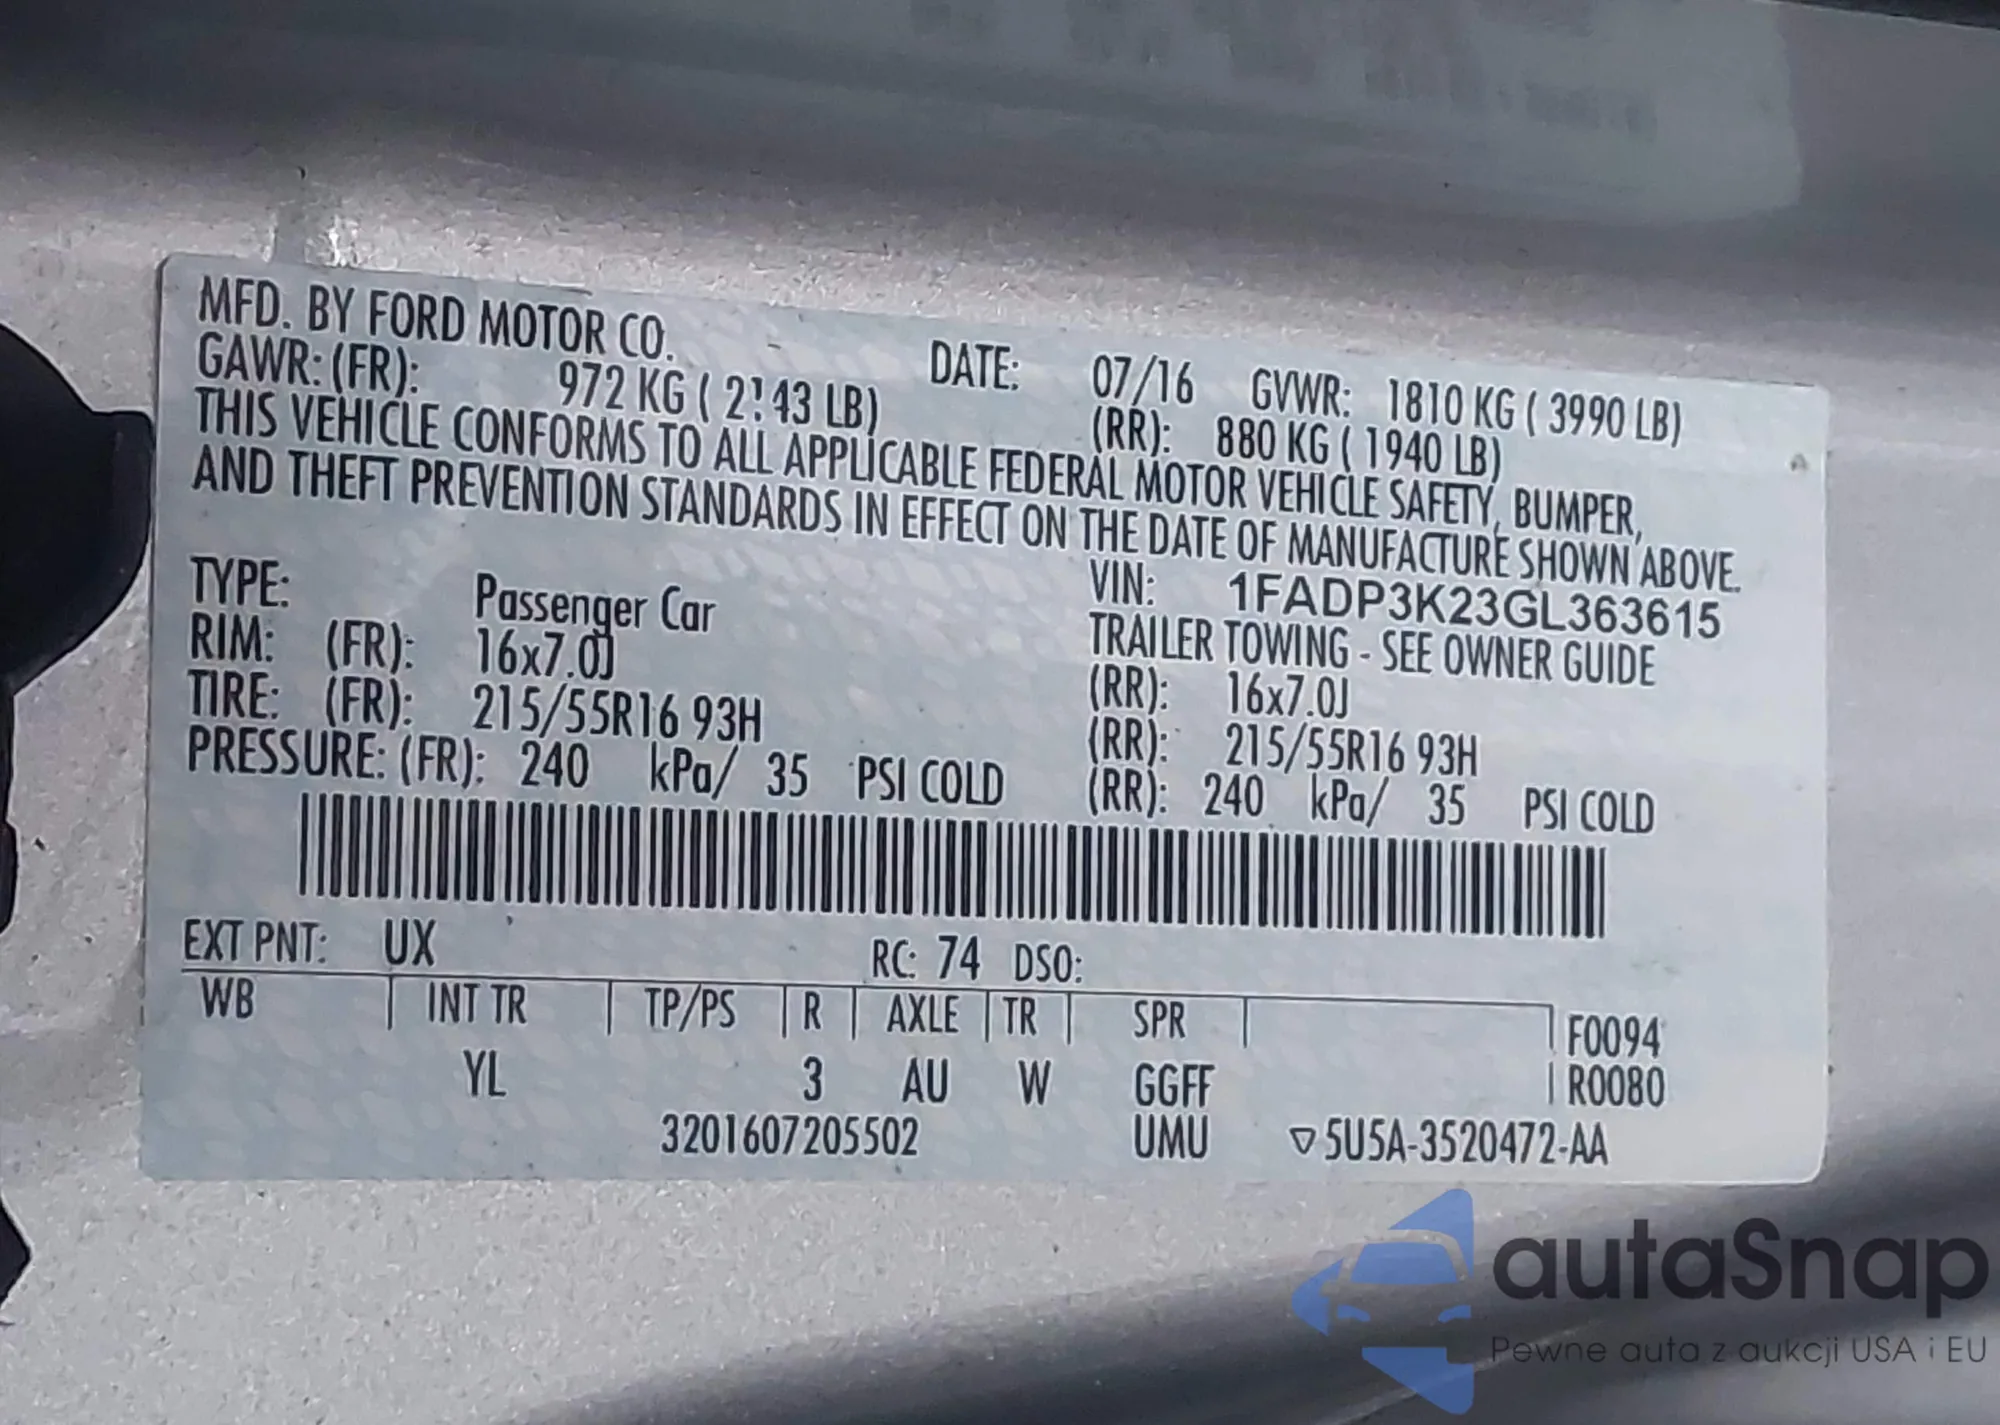 MFD. BY FORD MOTOR CO. DATE: 07/16 GVWR: 1810 KG ( 3990 LB)
GAWR: (FR): 972 KG ( 2143 LB) (RR): 880 KG ( 1940 LB)
THIS VEHICLE CONFORMS TO ALL APPLICABLE FEDERAL MOTOR VEHICLE SAFETY, BUMPER,
AND THEFT PREVENTION STANDARDS IN EFFECT ON THE DATE OF MANUFACTURE SHOWN ABOVE.
VIN: 1FADP3K23GL363615
TYPE: Passenger Car TRAILER TOWING - SEE OWNER GUIDE
RIM: (FR): 16x7.0J (RR): 16x7.0J
TIRE: (FR): 215/55R16 93H (RR): 215/55R16 93H
PRESSURE: (FR): 240 kPa/ 35 PSI COLD (RR): 240 kPa/ 35 PSI COLD
EXT PNT: UX RC: 74 DSO:
WB INT TR TP/PS R AXLE TR SPR F0094
YL 3 AU W GGFF R0080
3201607205502 UMU ▽5U5A-3520472-AA
autaSnap
Pewne auta z aukcji USA i EU